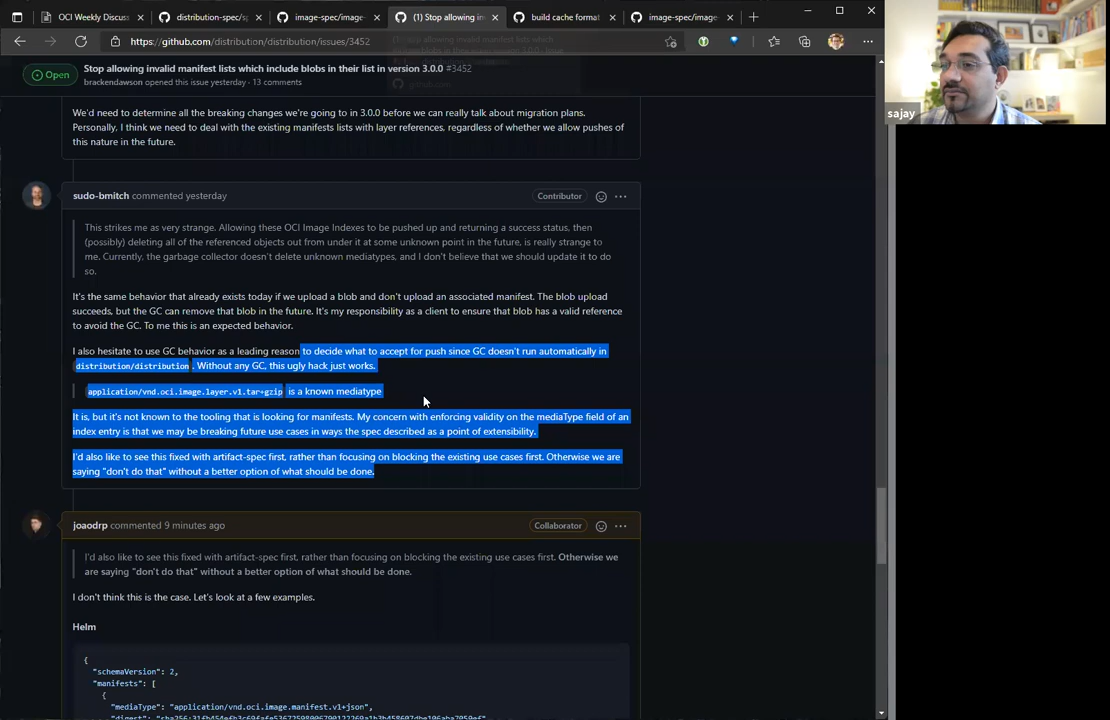 OCI Weekly Discuss
distribution-spec/sp
image-spec/image-
(1) Stop allowing in
build cache format
image-spec/image-
https://github.com/distribution/distribution/issues/3452
Open
Stop allowing invalid manifest lists which include blobs in their list in version 3.0.0 #3452
brackendawson opened this issue yesterday · 13 comments
sajay
We'd need to determine all the breaking changes we're going to in 3.0.0 before we can really talk about migration plans.
Personally, I think we need to deal with the existing manifests lists with layer references, regardless of whether we allow pushes of
this nature in the future.
sudo-bmitch commented yesterday
Contributor
This strikes me as very strange. Allowing these OCI Image Indexes to be pushed up and returning a success status, then
(possibly) deleting all of the referenced objects out from under it at some unknown point in the future, is really strange to
me. Currently, the garbage collector doesn't delete unknown mediatypes, and I don't believe that we should update it to do
so.
It's the same behavior that already exists today if we upload a blob and don't upload an associated manifest. The blob upload
succeeds, but the GC can remove that blob in the future. It's my responsibility as a client to ensure that blob has a valid reference
to avoid the GC. To me this is an expected behavior.
I also hesitate to use GC behavior as a leading reason to decide what to accept for push since GC doesn't run automatically in
distribution/distribution . Without any GC, this ugly hack just works.
application/vnd.oci.image.layer.v1.tar+gzip is a known mediatype
It is, but it's not known to the tooling that is looking for manifests. My concern with enforcing validity on the mediaType field of an
index entry is that we may be breaking future use cases in ways the spec described as a point of extensibility.
I'd also like to see this fixed with artifact-spec first, rather than focusing on blocking the existing use cases first. Otherwise we are
saying "don't do that" without a better option of what should be done.
joaodrp commented 9 minutes ago
Collaborator
I'd also like to see this fixed with artifact-spec first, rather than focusing on blocking the existing use cases first. Otherwise we
are saying "don't do that" without a better option of what should be done.
I don't think this is the case. Let's look at a few examples.
Helm
{
"schemaVersion": 2,
"manifests": [
{
"mediaType": "application/vnd.oci.image.manifest.v1+json",